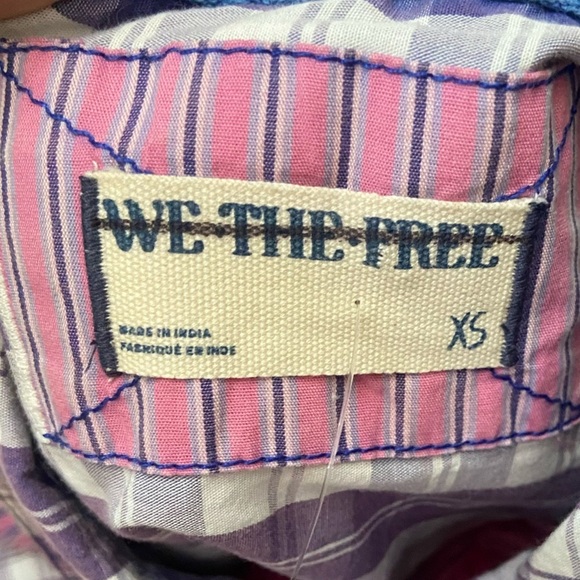 WE·THE·FREE
MADE IN INDIA
FABRIQUÉ EN INDE
XS